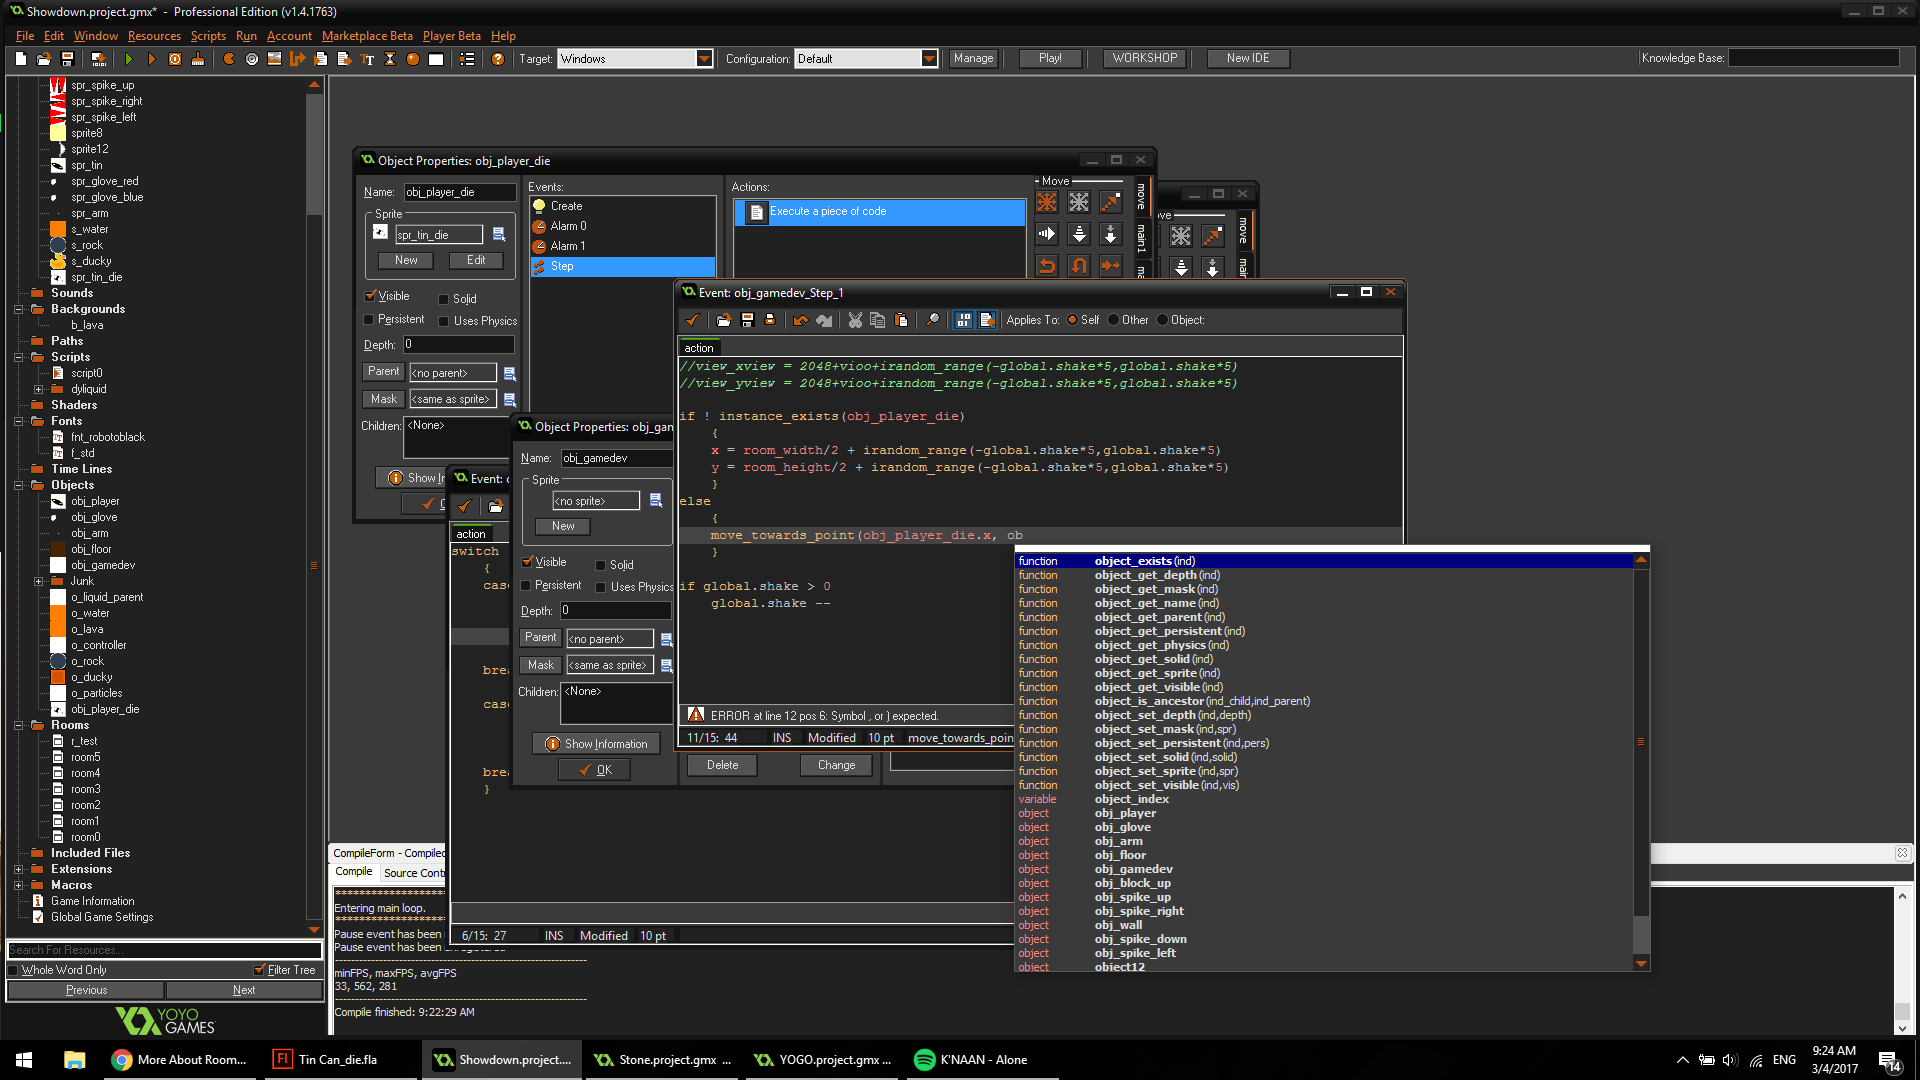 Showdown.project.gmx* - Professional Edition (v1.4.1763)
File Edit Window Resources Scripts Run Account Marketplace Beta Player Beta Help
Target: Windows Configuration: Default Manage Play! WORKSHOP New IDE Knowledge Base:
spr_spike_up
spr_spike_right
spr_spike_left
sprite8
sprite12
spr_tin
spr_glove_red
spr_glove_blue
spr_arm
s_water
s_rock
s_ducky
spr_tin_die
Sounds
Backgrounds
b_lava
Paths
Scripts
script0
dyliquid
Shaders
Fonts
fnt_robotoblack
f_std
Time Lines
Objects
obj_player
obj_glove
obj_arm
obj_floor
obj_gamedev
Junk
o_liquid_parent
o_water
o_lava
o_controller
o_rock
o_ducky
o_particles
obj_player_die
Rooms
r_test
room5
room4
room3
room2
room1
room0
Included Files
Extensions
Macros
Game Information
Global Game Settings
Search For Resources...
Whole Word Only Filter Tree
Previous Next
YOYO
GAMES
Object Properties: obj_player_die
Name: obj_player_die
Sprite
spr_tin_die
New Edit
Visible Solid
Persistent Uses Physics
Depth: 0
Parent <no parent>
Mask <same as sprite>
Children: <None>
Show In
Events:
Create
Alarm 0
Alarm 1
Step
Actions:
Execute a piece of code
Move
move
main1
ma
ve
move
main
Object Properties: obj_gam
Name: obj_gamedev
Sprite
<no sprite>
New
Visible Solid
Persistent Uses Physics
Depth: 0
Parent <no parent>
Mask <same as sprite>
Children: <None>
Show Information
OK
Delete Change
Event: o
action
switch
{
case
brea
case
brea
}
6/15: 27 INS Modified 10 pt
Event: obj_gamedev_Step_1
Applies To: Self Other Object:
action
//view_xview = 2048+vioo+irandom_range(-global.shake*5,global.shake*5)
//view_yview = 2048+vioo+irandom_range(-global.shake*5,global.shake*5)
if ! instance_exists(obj_player_die)
{
x = room_width/2 + irandom_range(-global.shake*5,global.shake*5)
y = room_height/2 + irandom_range(-global.shake*5,global.shake*5)
}
else
{
move_towards_point(obj_player_die.x, ob
}
if global.shake > 0
global.shake --
ERROR at line 12 pos 6: Symbol , or ) expected.
11/15: 44 INS Modified 10 pt move_towards_poin
function object_exists(ind)
function object_get_depth(ind)
function object_get_mask(ind)
function object_get_name(ind)
function object_get_parent(ind)
function object_get_persistent(ind)
function object_get_physics(ind)
function object_get_solid(ind)
function object_get_sprite(ind)
function object_get_visible(ind)
function object_is_ancestor(ind_child,ind_parent)
function object_set_depth(ind,depth)
function object_set_mask(ind,spr)
function object_set_persistent(ind,pers)
function object_set_solid(ind,solid)
function object_set_sprite(ind,spr)
function object_set_visible(ind,vis)
variable object_index
object obj_player
object obj_glove
object obj_arm
object obj_floor
object obj_gamedev
object obj_block_up
object obj_spike_up
object obj_spike_right
object obj_wall
object obj_spike_down
object obj_spike_left
object object12
CompileForm - Compiled
Compile Source Contr
**********************
Entering main loop.
**********************
Pause event has been
Pause event has been
minFPS, maxFPS, avgFPS
33, 562, 281
Compile finished: 9:22:29 AM
More About Room... Tin Can_die.fla Showdown.project.... Stone.project.gmx ... YOGO.project.gmx ... K'NAAN - Alone
ENG
9:24 AM
3/4/2017
14